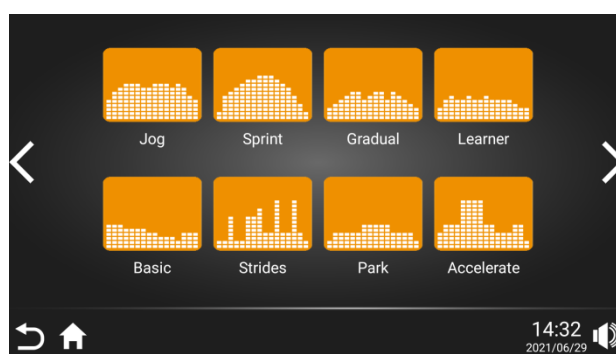 Jog
Sprint
Gradual
Learner
Basic
Strides
Park
Accelerate
14:32
2021/06/29